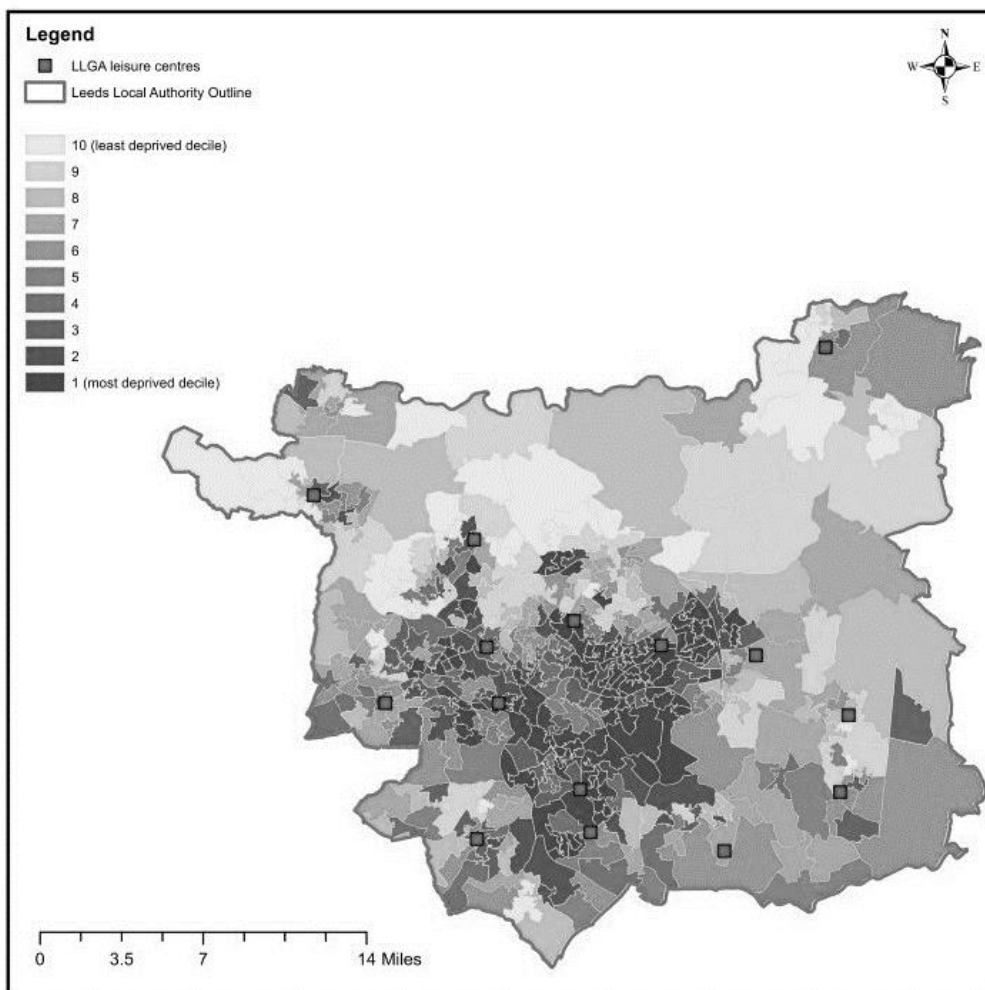 Legend
LLGA leisure centres
Leeds Local Authority Outline
10 (least deprived decile)
9
8
7
6
5
4
3
2
1 (most deprived decile)
N
W E
S
0 3.5 7 14 Miles